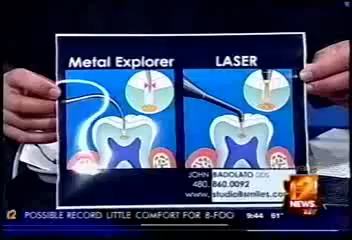 Metal Explorer
LASER
JOHN BADOLATO DDS
480.860.0092
www.studio8smiles.com
12
NEWS
12 POSSIBLE RECORD LITTLE COMFORT FOR 8-FOO
9:44 61°